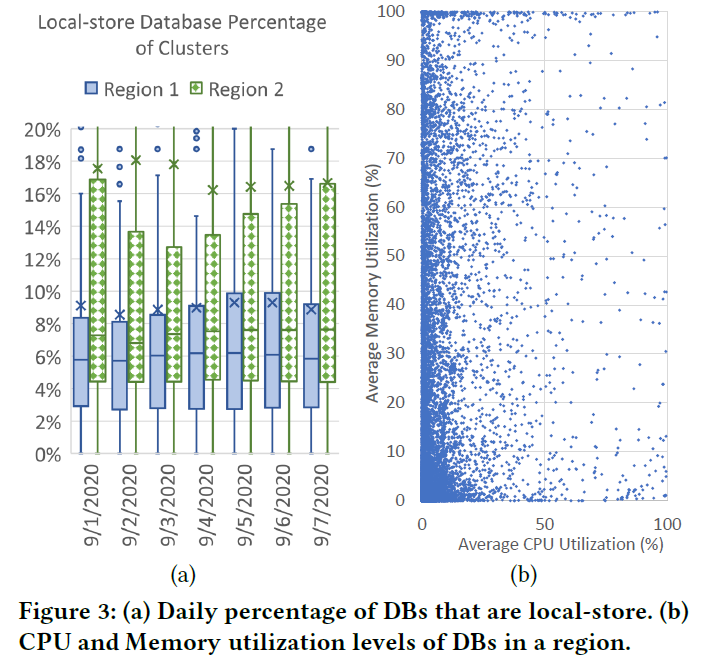 Local-store Database Percentage
of Clusters
Region 1 Region 2
20%
18%
16%
14%
12%
10%
8%
6%
4%
2%
0%
9/1/2020
9/2/2020
9/3/2020
9/4/2020
9/5/2020
9/6/2020
9/7/2020
(a)
Average Memory Utilization (%)
100
90
80
70
60
50
40
30
20
10
0
0 50 100
Average CPU Utilization (%)
(b)
Figure 3: (a) Daily percentage of DBs that are local-store. (b)
CPU and Memory utilization levels of DBs in a region.